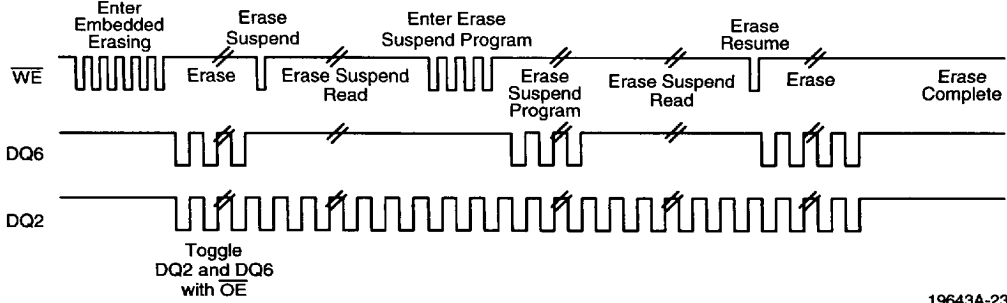 Enter
Embedded
Erasing
Erase
Suspend
Enter Erase
Suspend Program
Erase
Resume
WE
Erase
Erase Suspend
Read
Erase
Suspend
Program
Erase Suspend
Read
Erase
Erase
Complete
DQ6
DQ2
Toggle
DQ2 and DQ6
with OE
19643A-23